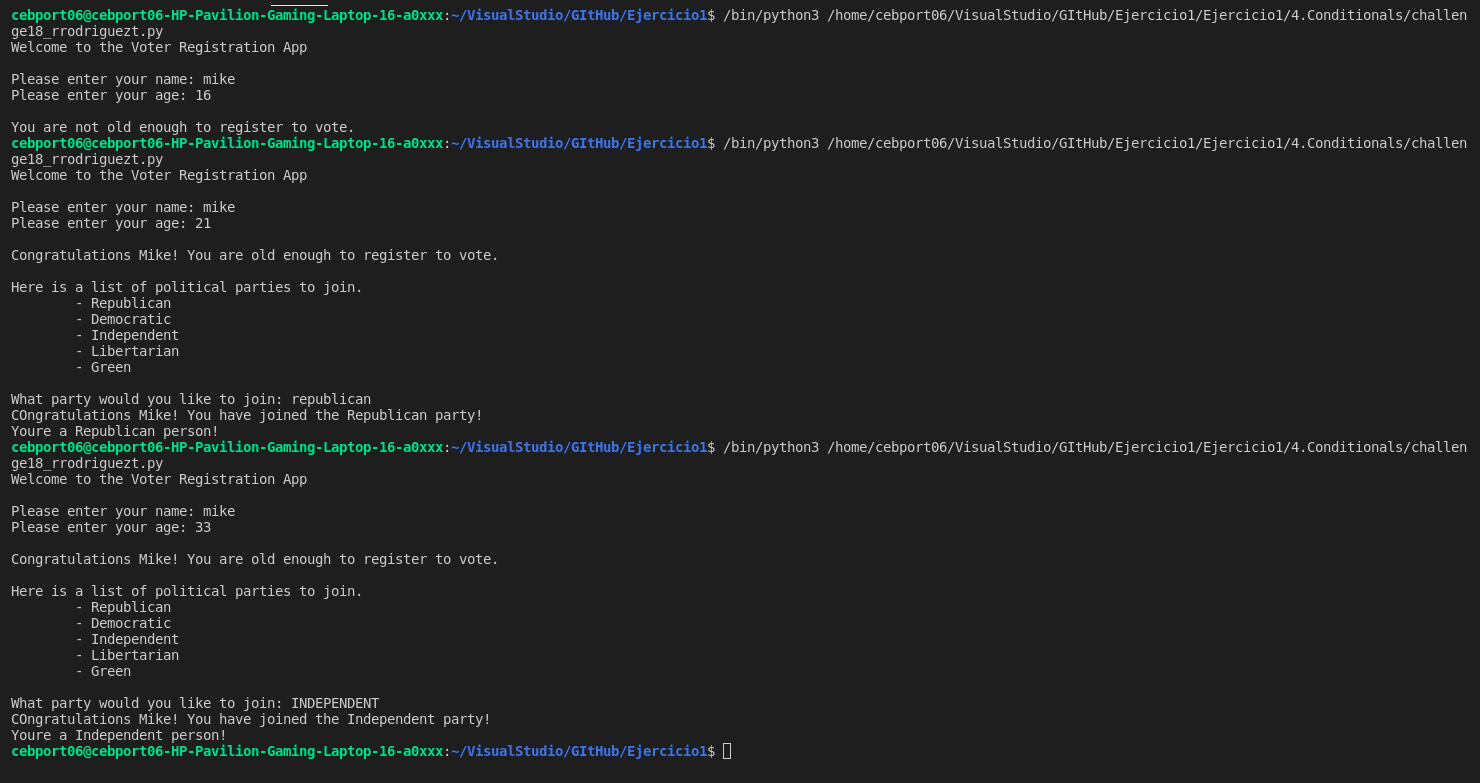 cebport06@cebport06-HP-Pavilion-Gaming-Laptop-16-a0xxx:~/VisualStudio/GItHub/Ejercicio1$ /bin/python3 /home/cebport06/VisualStudio/GItHub/Ejercicio1/Ejercicio1/4.Conditionals/challen
ge18_rrodriguezt.py
Welcome to the Voter Registration App

Please enter your name: mike
Please enter your age: 16

You are not old enough to register to vote.
cebport06@cebport06-HP-Pavilion-Gaming-Laptop-16-a0xxx:~/VisualStudio/GItHub/Ejercicio1$ /bin/python3 /home/cebport06/VisualStudio/GItHub/Ejercicio1/Ejercicio1/4.Conditionals/challen
ge18_rrodriguezt.py
Welcome to the Voter Registration App

Please enter your name: mike
Please enter your age: 21

Congratulations Mike! You are old enough to register to vote.

Here is a list of political parties to join.
        - Republican
        - Democratic
        - Independent
        - Libertarian
        - Green

What party would you like to join: republican
COngratulations Mike! You have joined the Republican party!
Youre a Republican person!
cebport06@cebport06-HP-Pavilion-Gaming-Laptop-16-a0xxx:~/VisualStudio/GItHub/Ejercicio1$ /bin/python3 /home/cebport06/VisualStudio/GItHub/Ejercicio1/Ejercicio1/4.Conditionals/challen
ge18_rrodriguezt.py
Welcome to the Voter Registration App

Please enter your name: mike
Please enter your age: 33

Congratulations Mike! You are old enough to register to vote.

Here is a list of political parties to join.
        - Republican
        - Democratic
        - Independent
        - Libertarian
        - Green

What party would you like to join: INDEPENDENT
COngratulations Mike! You have joined the Independent party!
Youre a Independent person!
cebport06@cebport06-HP-Pavilion-Gaming-Laptop-16-a0xxx:~/VisualStudio/GItHub/Ejercicio1$